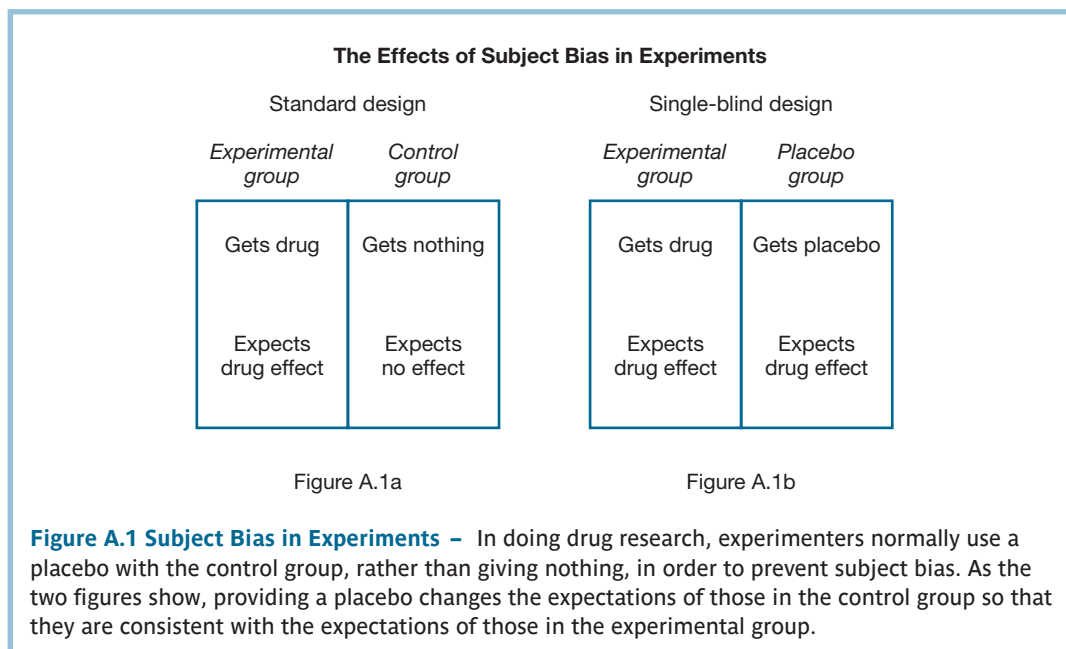 The Effects of Subject Bias in Experiments
Standard design
Experimental
group
Control
group
Gets drug
Gets nothing
Expects
drug effect
Expects
no effect
Figure A.1a
Single-blind design
Experimental
group
Placebo
group
Gets drug
Gets placebo
Expects
drug effect
Expects
drug effect
Figure A.1b
Figure A.1 Subject Bias in Experiments – In doing drug research, experimenters normally use a
placebo with the control group, rather than giving nothing, in order to prevent subject bias. As the
two figures show, providing a placebo changes the expectations of those in the control group so that
they are consistent with the expectations of those in the experimental group.